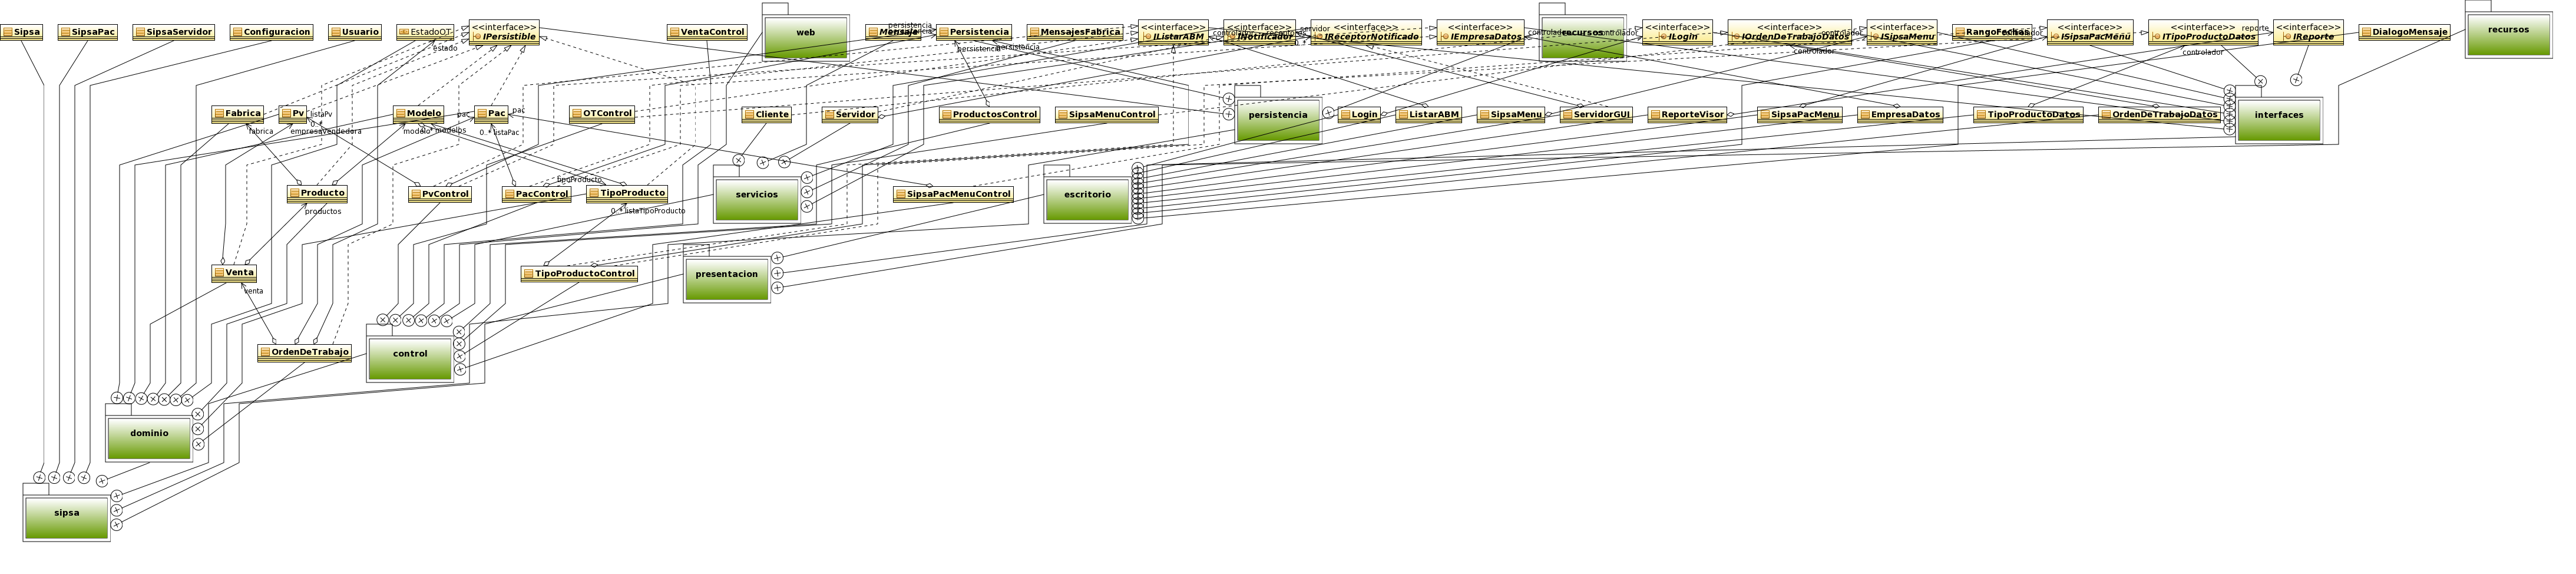 <<interface>>
<<interface>>
<<interface>>
<<interface>>
<<interface>>
<<interface>>
<<interface>>
<<interface>>
<<interface>>
<<interface>>
<<interface>>
Sipsa
SipsaPac
SipsaServidor
Configuracion
Usuario
EstadoOT
IPersistible
VentaControl
web
Mensaje
Persistencia
MensajesFabrica
IListarABM
INotificador
IReceptorNotificado
IEmpresaDatos
recursos
ILogin
IOrdenDeTrabajoDatos
ISipsaMenu
RangoFechas
ISipsaPacMenú
ITipoProductoDatos
IReporte
DialogoMensaje
recursos
persistencia
estado
persistencia
persistencia
servidor
controlador
controlador
controlador
controlador
controlador
controlador
reporte
Fabrica
Pv
listaPv
Modelo
pac
Pac
pac
OTControl
Cliente
Servidor
ProductosControl
SipsaMenuControl
persistencia
Login
ListarABM
SipsaMenu
ServidorGUI
ReporteVisor
SipsaPacMenu
EmpresaDatos
TipoProductoDatos
OrdenDeTrabajoDatos
interfaces
fabrica
empresaVendedora
modelo
modelos
0..* listaPac
tipoProducto
Producto
PvControl
PacControl
TipoProducto
servicios
SipsaPacMenuControl
escritorio
productos
0..* listaTipoProducto
Venta
TipoProductoControl
presentacion
venta
OrdenDeTrabajo
control
dominio
sipsa